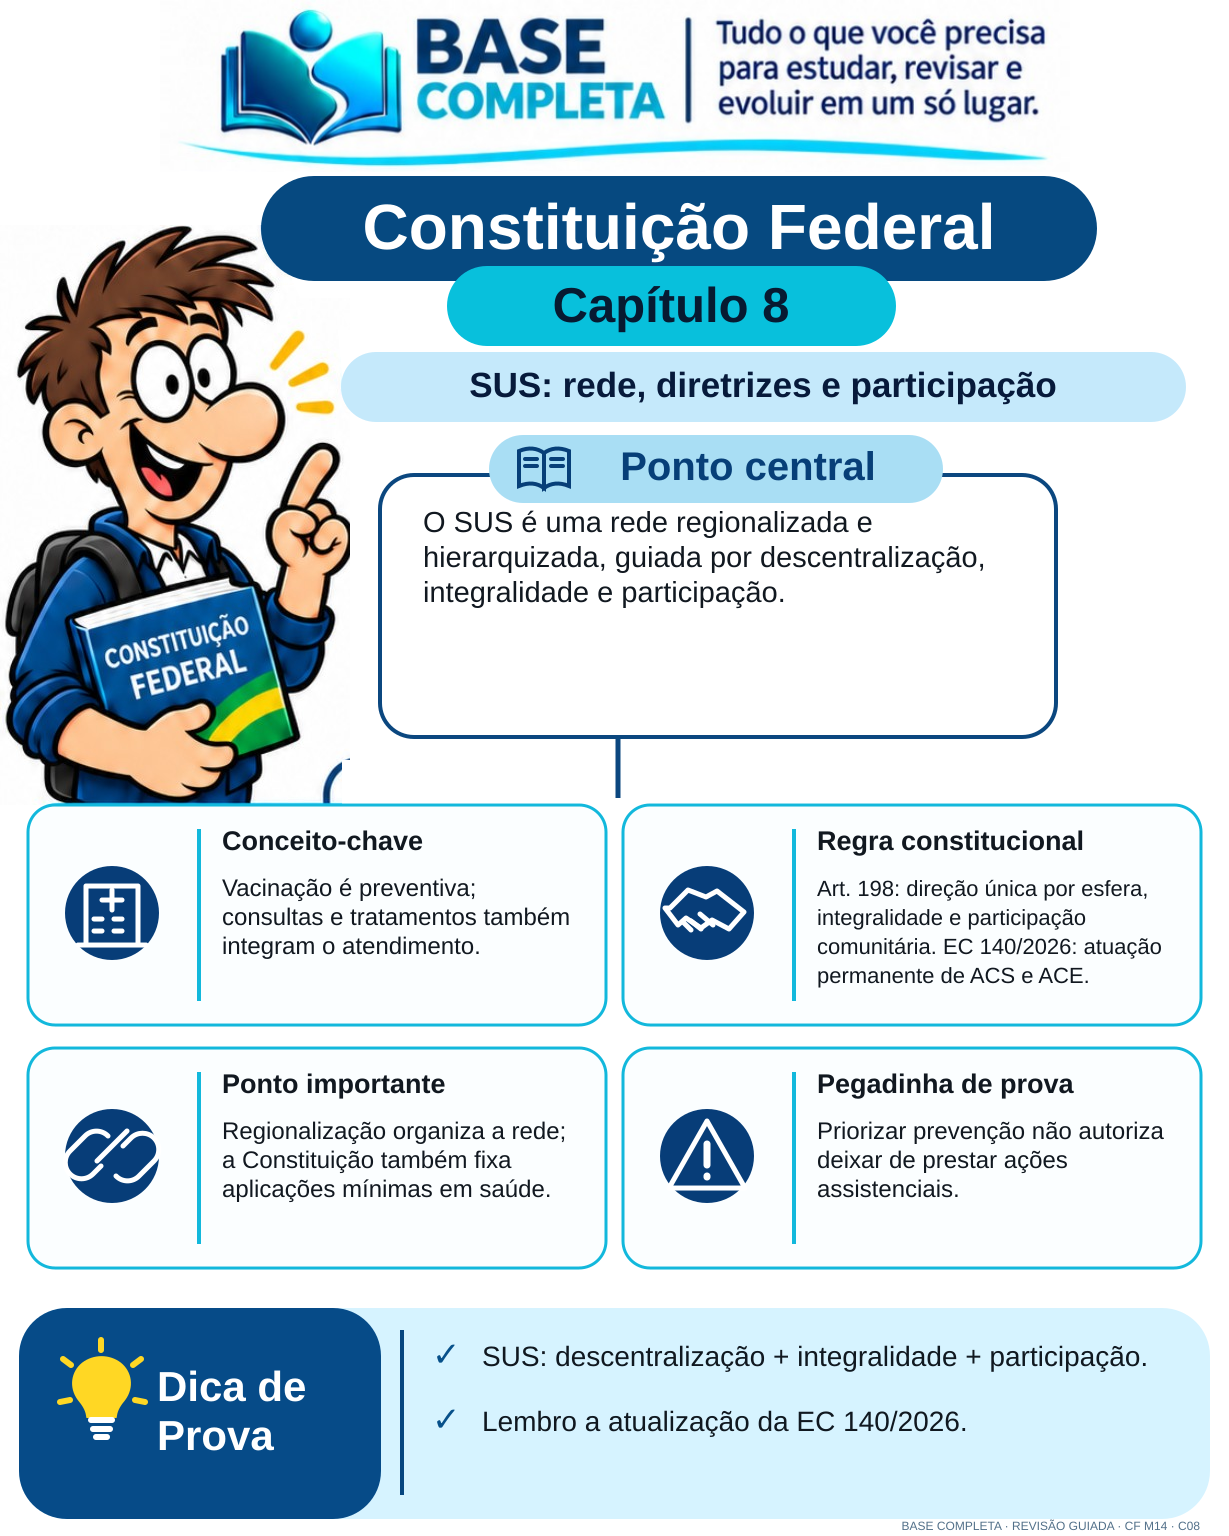 BASE
COMPLETA
Tudo o que você precisa
para estudar, revisar e
evoluir em um só lugar.
Constituição Federal
Capítulo 8
SUS: rede, diretrizes e participação
Ponto central
O SUS é uma rede regionalizada e
hierarquizada, guiada por descentralização,
integralidade e participação.
CONSTITUIÇÃO
FEDERAL
Conceito-chave
Vacinação é preventiva;
consultas e tratamentos também
integram o atendimento.
Regra constitucional
Art. 198: direção única por esfera,
integralidade e participação
comunitária. EC 140/2026: atuação
permanente de ACS e ACE.
Ponto importante
Regionalização organiza a rede;
a Constituição também fixa
aplicações mínimas em saúde.
Pegadinha de prova
Priorizar prevenção não autoriza
deixar de prestar ações
assistenciais.
Dica de
Prova
✓ SUS: descentralização + integralidade + participação.
✓ Lembro a atualização da EC 140/2026.
BASE COMPLETA · REVISÃO GUIADA · CF M14 · C08